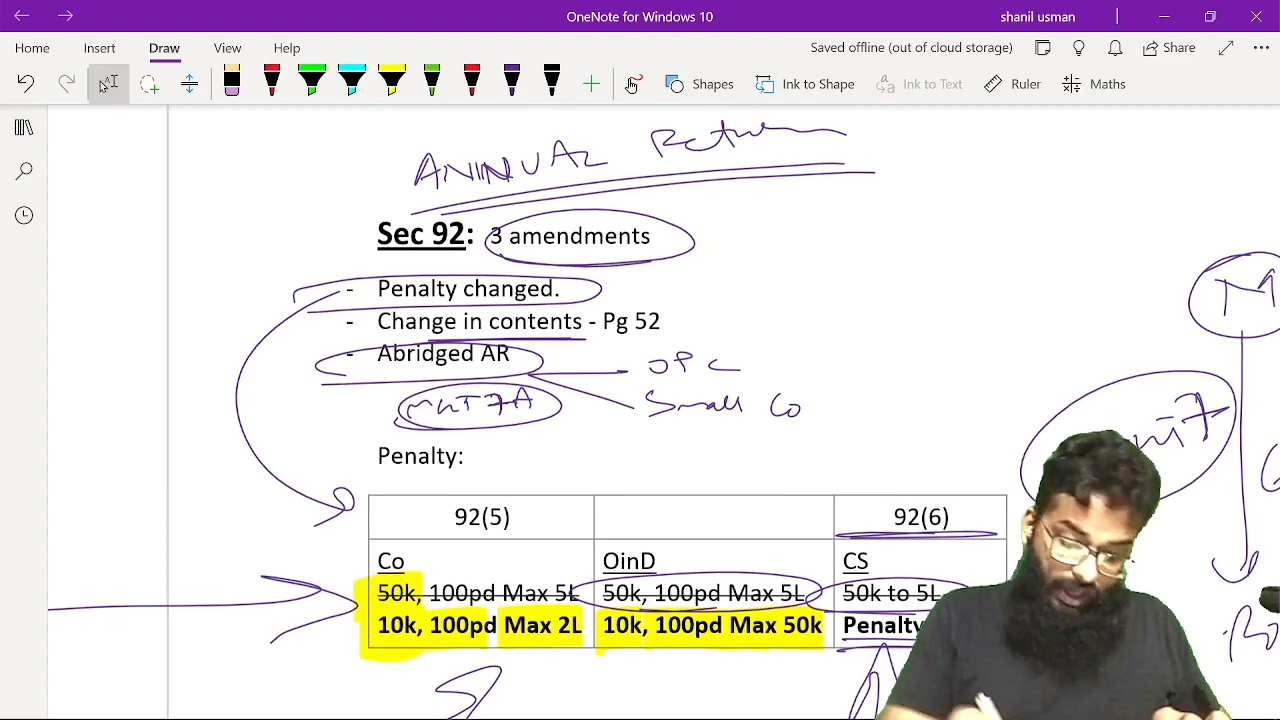 OneNote for Windows 10
shanil usman
Home Insert Draw View Help
Saved offline (out of cloud storage)
Share
Shapes
Ink to Shape
Ink to Text
Ruler
Maths
ANNUAL Return
Sec 92: 3 amendments
- Penalty changed.
- Change in contents - Pg 52
- Abridged AR
OPC
Small Co
MGT 7A
Penalty:
92(5) 92(6)
Co OinD CS
50k, 100pd Max 5L 50k, 100pd Max 5L 50k to 5L
10k, 100pd Max 2L 10k, 100pd Max 50k Penalty
M
7